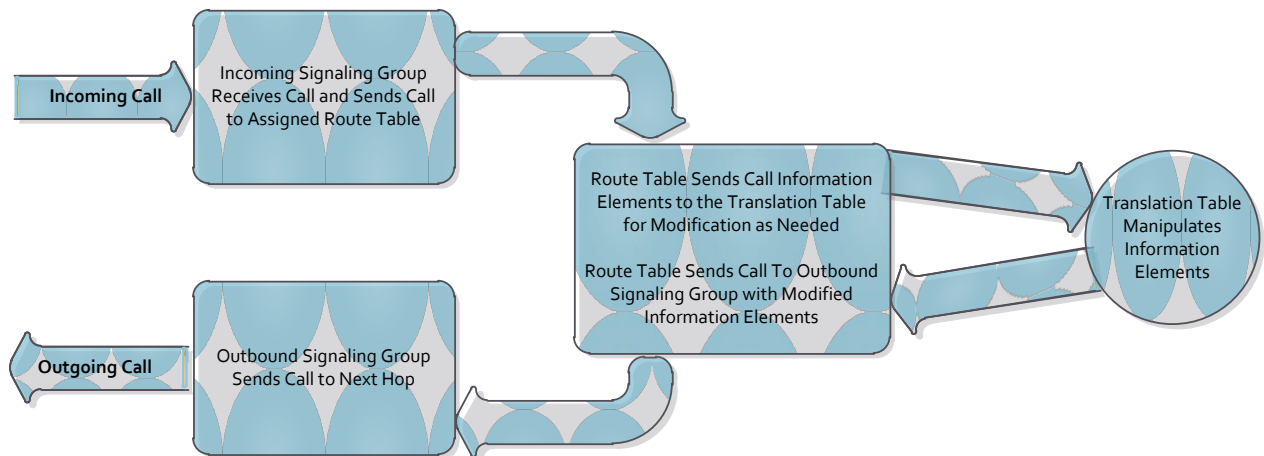 Incoming Call
Incoming Signaling Group
Receives Call and Sends Call
to Assigned Route Table
Route Table Sends Call Information
Elements to the Translation Table
for Modification as Needed
Route Table Sends Call To Outbound
Signaling Group with Modified
Information Elements
Translation Table
Manipulates
Information
Elements
Outbound Signaling Group
Sends Call to Next Hop
Outgoing Call